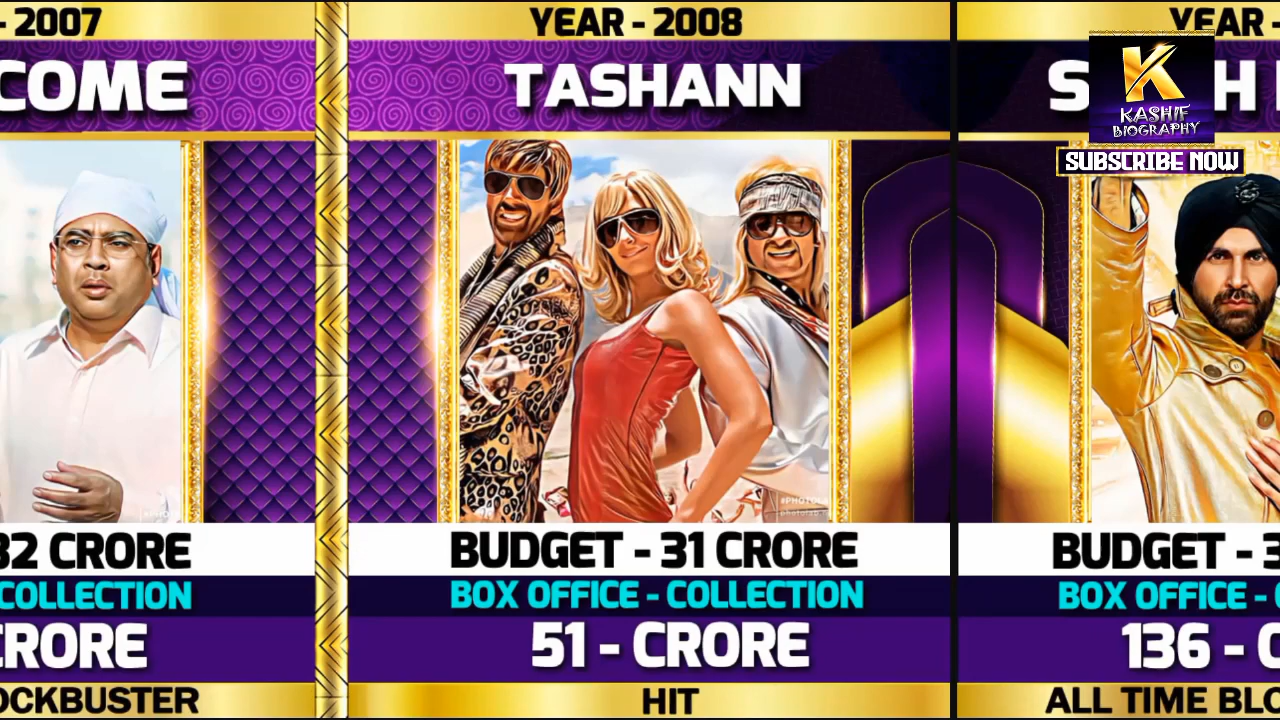 - 2007
COME
32 CRORE
COLLECTION
CRORE
OCKBUSTER
YEAR - 2008
TASHANN
#PHOTO
BUDGET - 31 CRORE
BOX OFFICE - COLLECTION
51 - CRORE
HIT
YEAR -
S H
K
KASHIF
BIOGRAPHY
SUBSCRIBE NOW
BUDGET - 3
BOX OFFICE -
136 - C
ALL TIME BLO